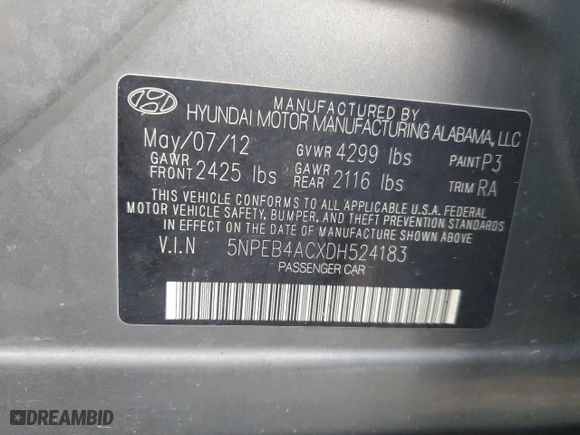 MANUFACTURED BY
HYUNDAI MOTOR MANUFACTURING ALABAMA, LLC
May/07/12 GVWR 4299 lbs PAINT P3
GAWR FRONT 2425 lbs GAWR REAR 2116 lbs TRIM RA
THIS VEHICLE CONFORMS TO ALL APPLICABLE U.S.A. FEDERAL
MOTOR VEHICLE SAFETY, BUMPER, AND THEFT PREVENTION STANDARDS
IN EFFECT ON THE DATE OF MANUFACTURE SHOWN ABOVE
V.I.N 5NPEB4ACXDH524183
PASSENGER CAR
DREAMBID